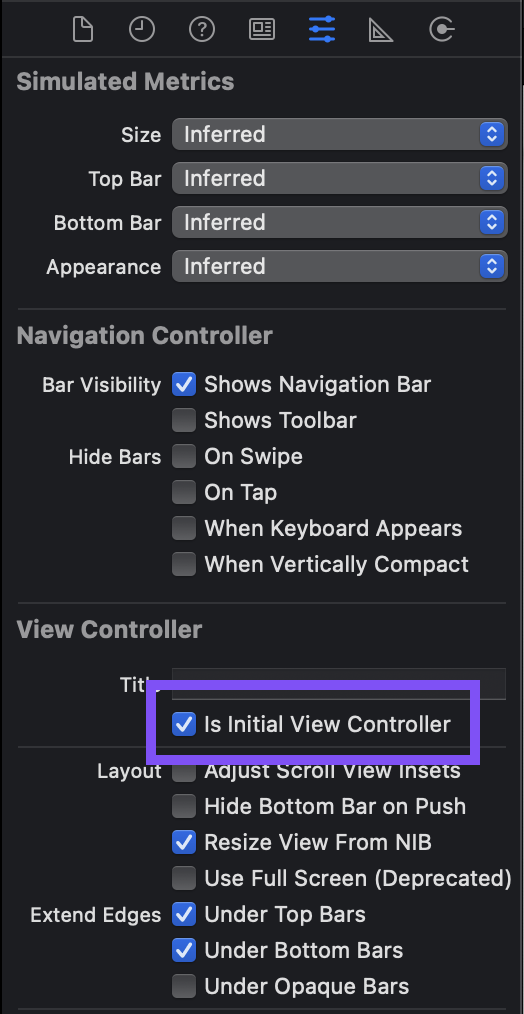 Simulated Metrics
Size Inferred
Top Bar Inferred
Bottom Bar Inferred
Appearance Inferred
Navigation Controller
Bar Visibility Shows Navigation Bar
Shows Toolbar
Hide Bars On Swipe
On Tap
When Keyboard Appears
When Vertically Compact
View Controller
Title
Is Initial View Controller
Layout Adjust Scroll View Insets
Hide Bottom Bar on Push
Resize View From NIB
Use Full Screen (Deprecated)
Extend Edges Under Top Bars
Under Bottom Bars
Under Opaque Bars